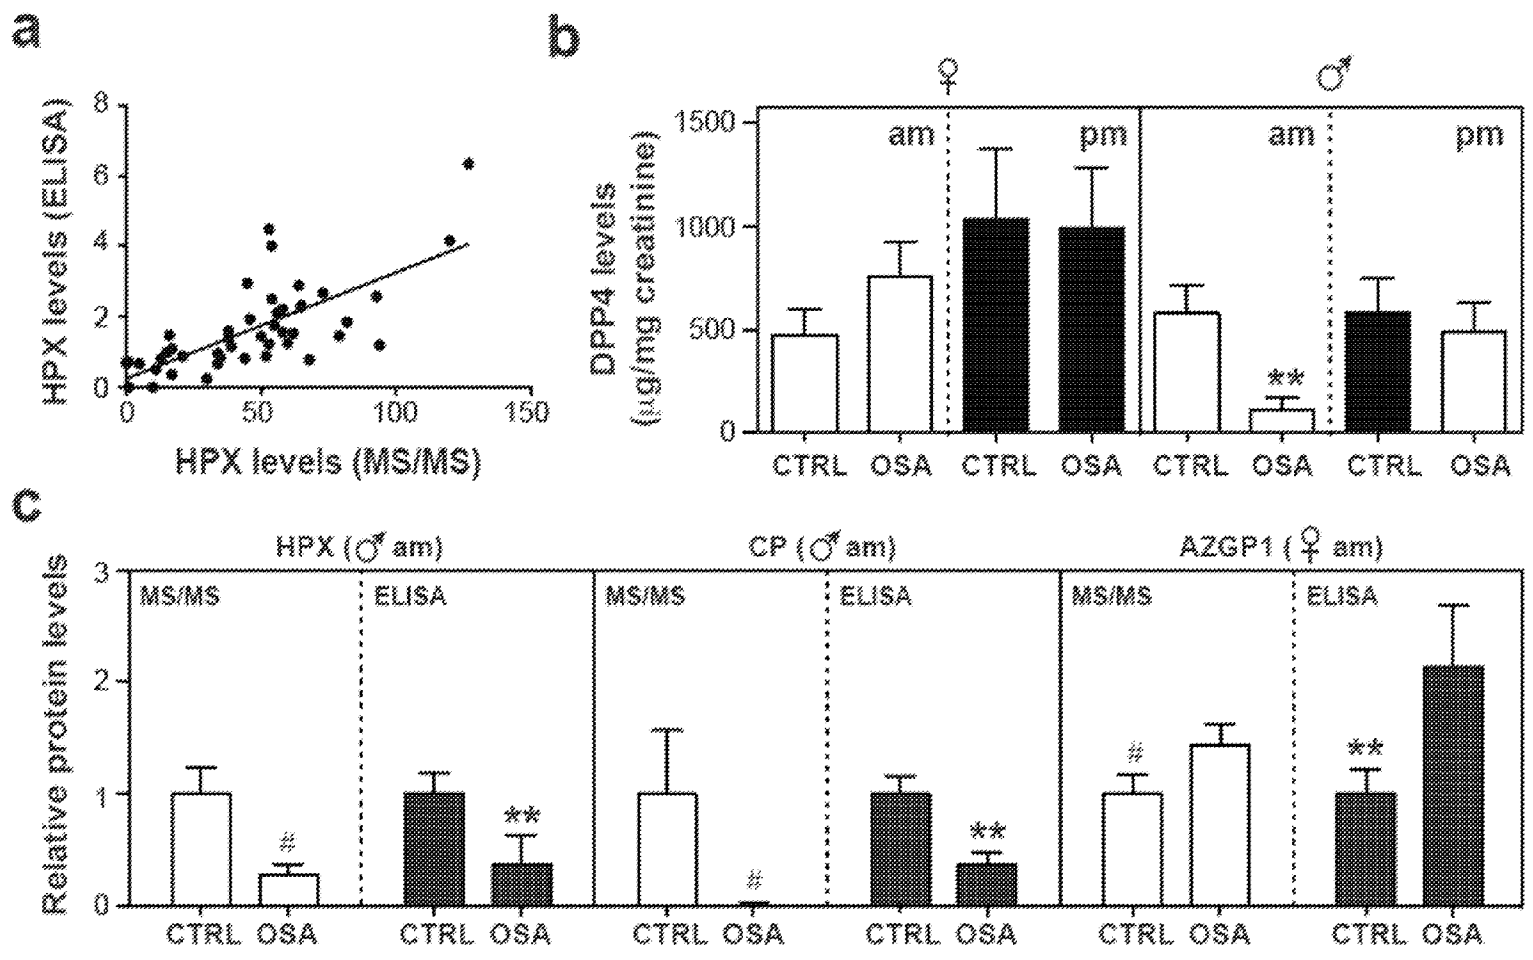 a
HPX levels (ELISA)
8
6
4
2
0
0 50 100 150
HPX levels (MS/MS)
b
♀ ♂
DPP4 levels
(µg/mg creatinine)
1500
1000
500
0
am pm am pm
**
CTRL OSA CTRL OSA CTRL OSA CTRL OSA
c
HPX (♂ am) CP (♂ am) AZGP1 (♀ am)
Relative protein levels
3
2
1
0
MS/MS ELISA MS/MS ELISA MS/MS ELISA
# ** # ** # **
CTRL OSA CTRL OSA CTRL OSA CTRL OSA CTRL OSA CTRL OSA